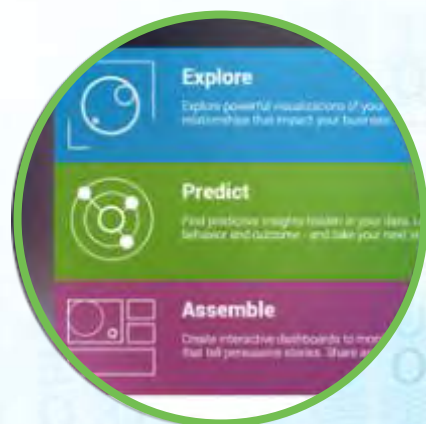 Explore
Explore powerful visualizations of your
relationships that impact your business
Predict
Find predictive insights hidden in your data.
behavior and outcome - and take your next
Assemble
Create interactive dashboards to
that tell persuasive stories. Share